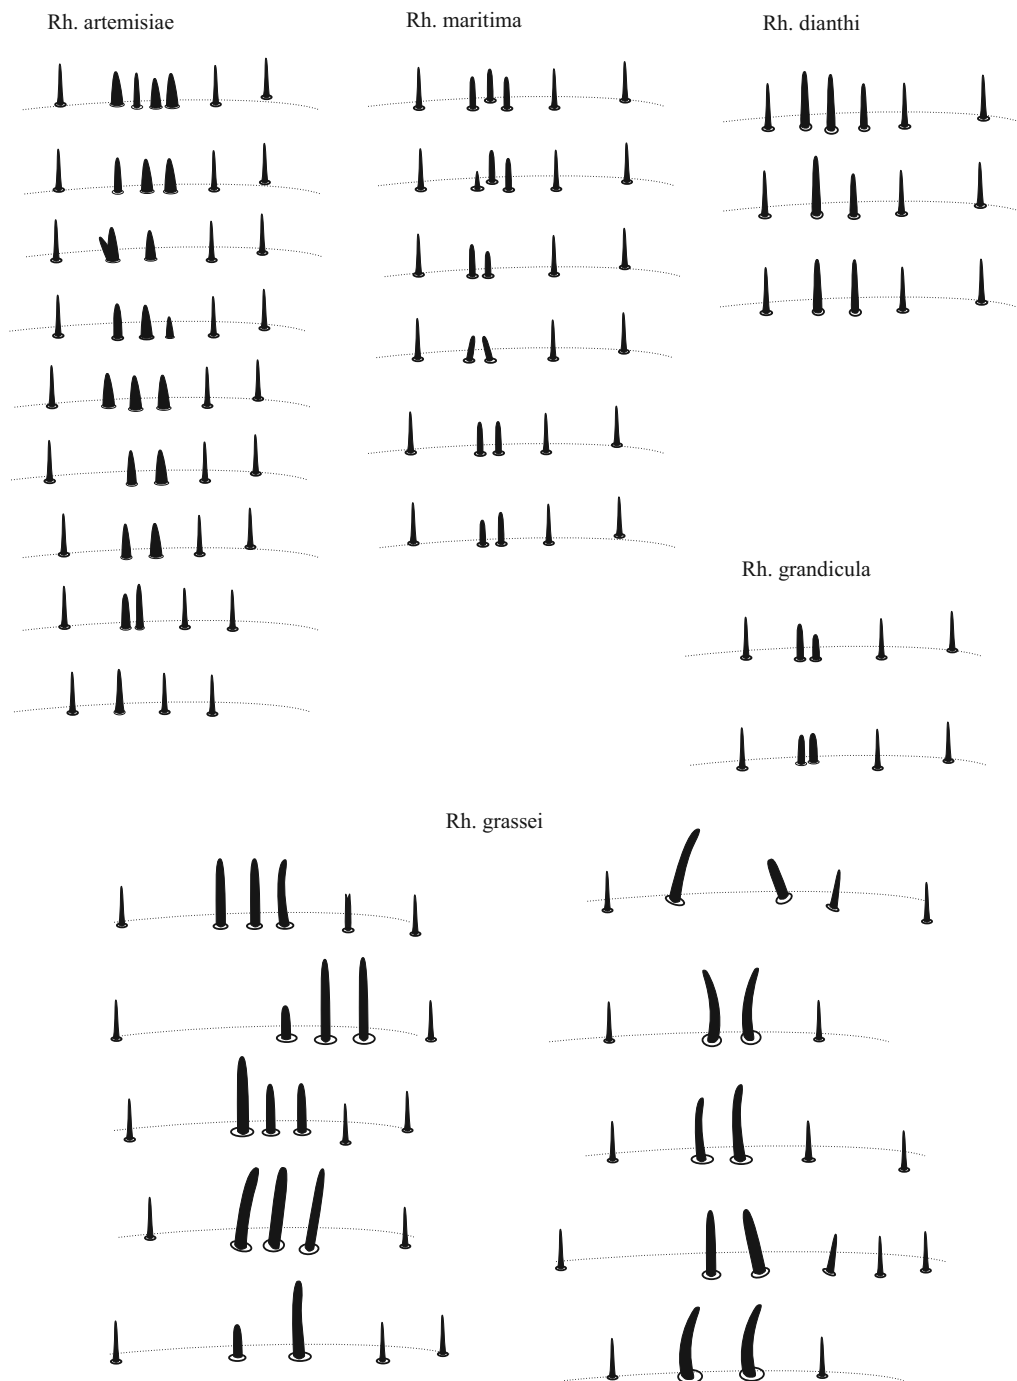 Rh. artemisiae
Rh. maritima
Rh. dianthi
Rh. grandicula
Rh. grassei